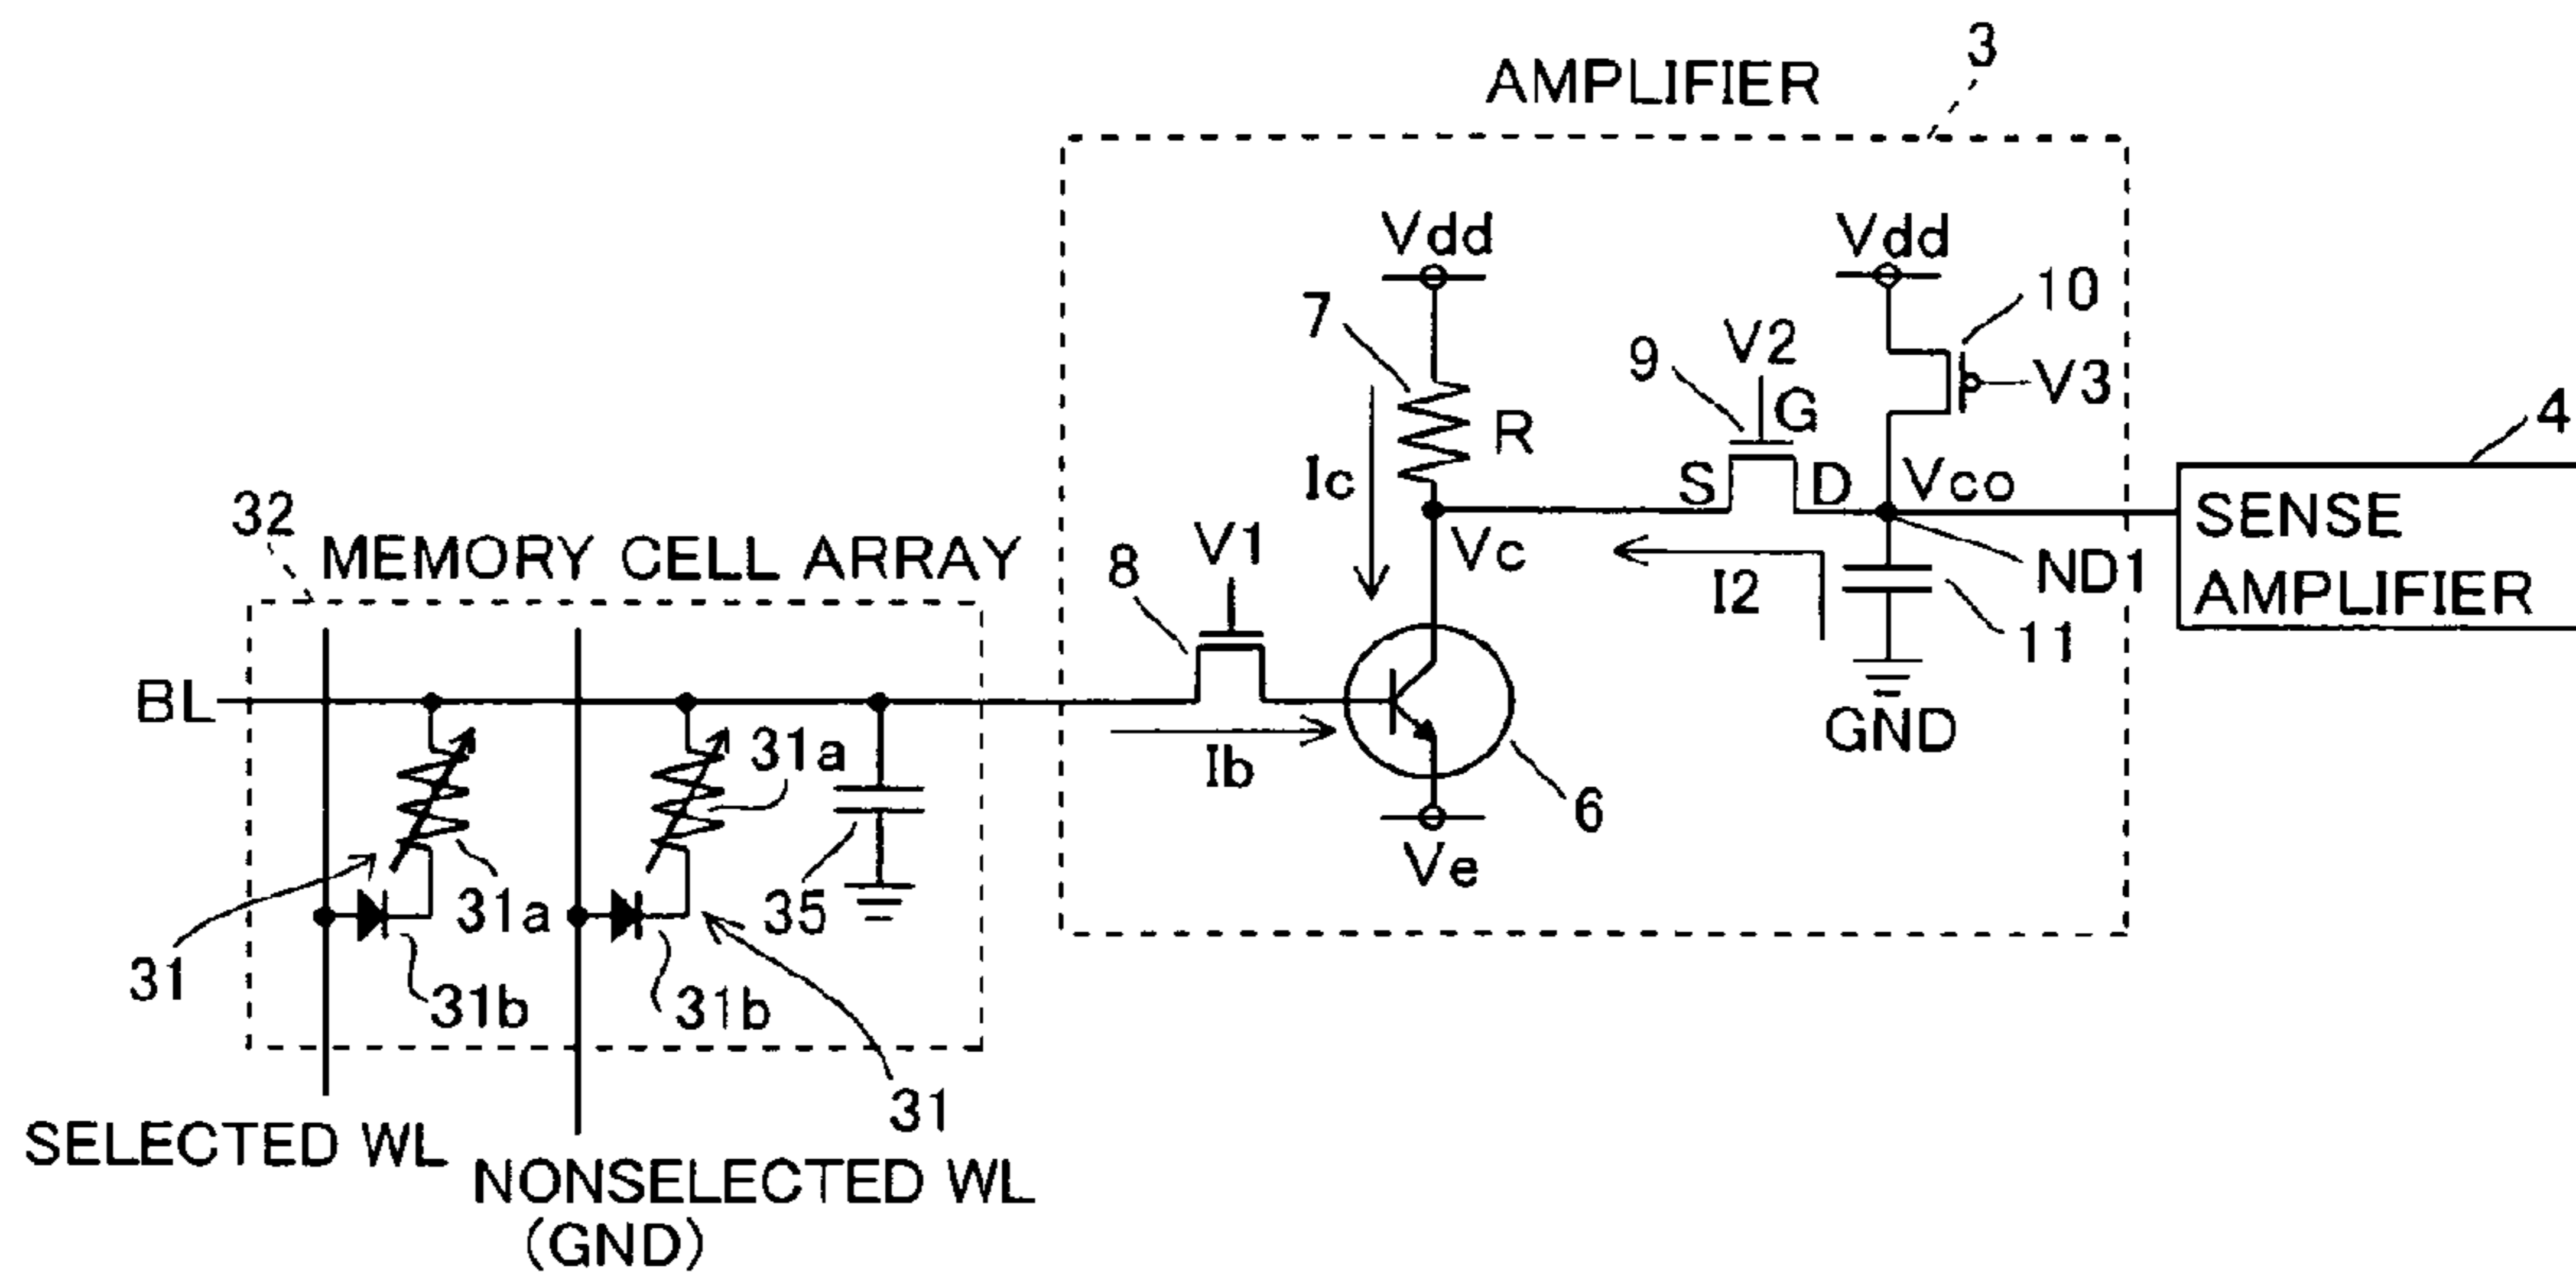 3
AMPLIFIER
Vdd
Vdd
10
7
V2
9
G
V3
4
R
Ic
S
D
Vco
SENSE
AMPLIFIER
32
MEMORY CELL ARRAY
V1
8
Vc
I2
ND1
11
GND
BL
31a
Ib
6
Ve
31
31a
35
31b
31b
31
SELECTED WL
NONSELECTED WL
(GND)